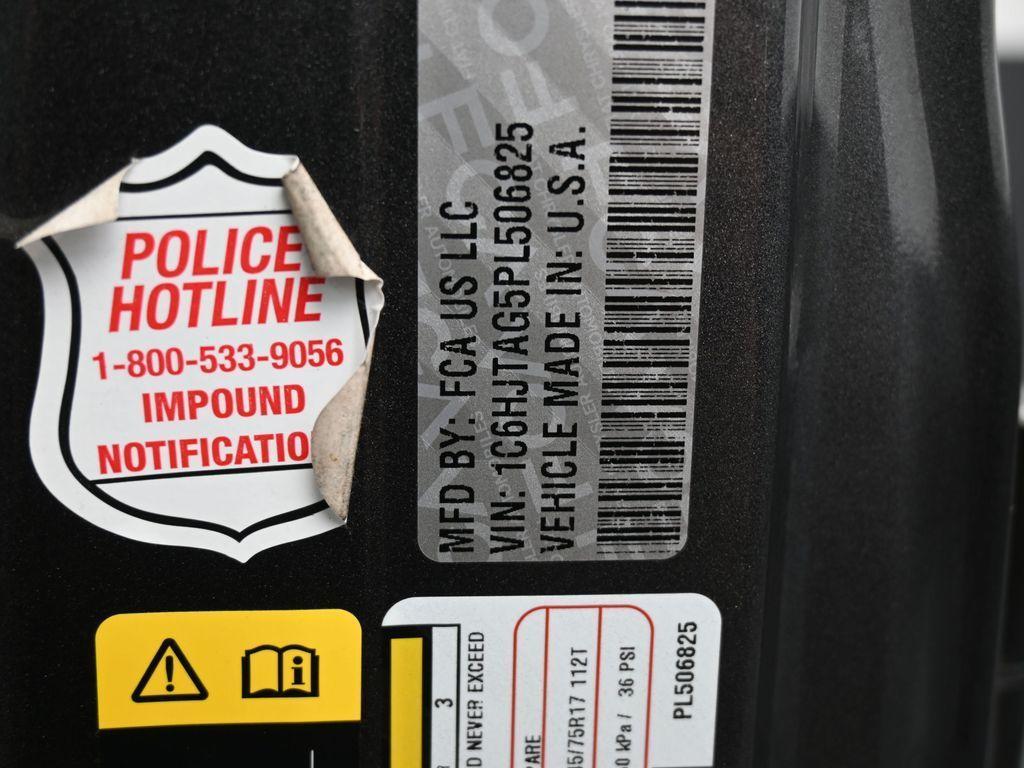 POLICE
HOTLINE
1-800-533-9056
IMPOUND
NOTIFICATIO
MFD BY: FCA US LLC
VIN: 1C6HJTAG5PL506825
VEHICLE MADE IN: U.S.A.
3
D NEVER EXCEED
ARE
5/75R17 112T
0 kPa / 36 PSI
PL506825